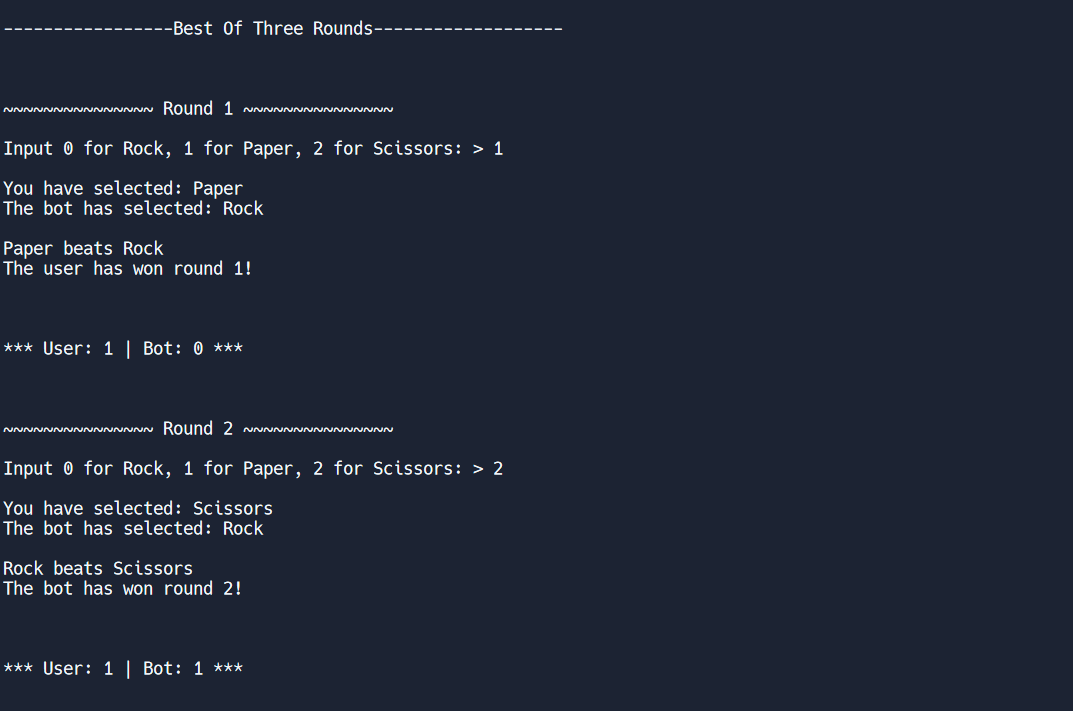 -----------------Best Of Three Rounds-------------------
~~~~~~~~~~~~~~~ Round 1 ~~~~~~~~~~~~~~~
Input 0 for Rock, 1 for Paper, 2 for Scissors: > 1
You have selected: Paper
The bot has selected: Rock
Paper beats Rock
The user has won round 1!
*** User: 1 | Bot: 0 ***
~~~~~~~~~~~~~~~ Round 2 ~~~~~~~~~~~~~~~
Input 0 for Rock, 1 for Paper, 2 for Scissors: > 2
You have selected: Scissors
The bot has selected: Rock
Rock beats Scissors
The bot has won round 2!
*** User: 1 | Bot: 1 ***